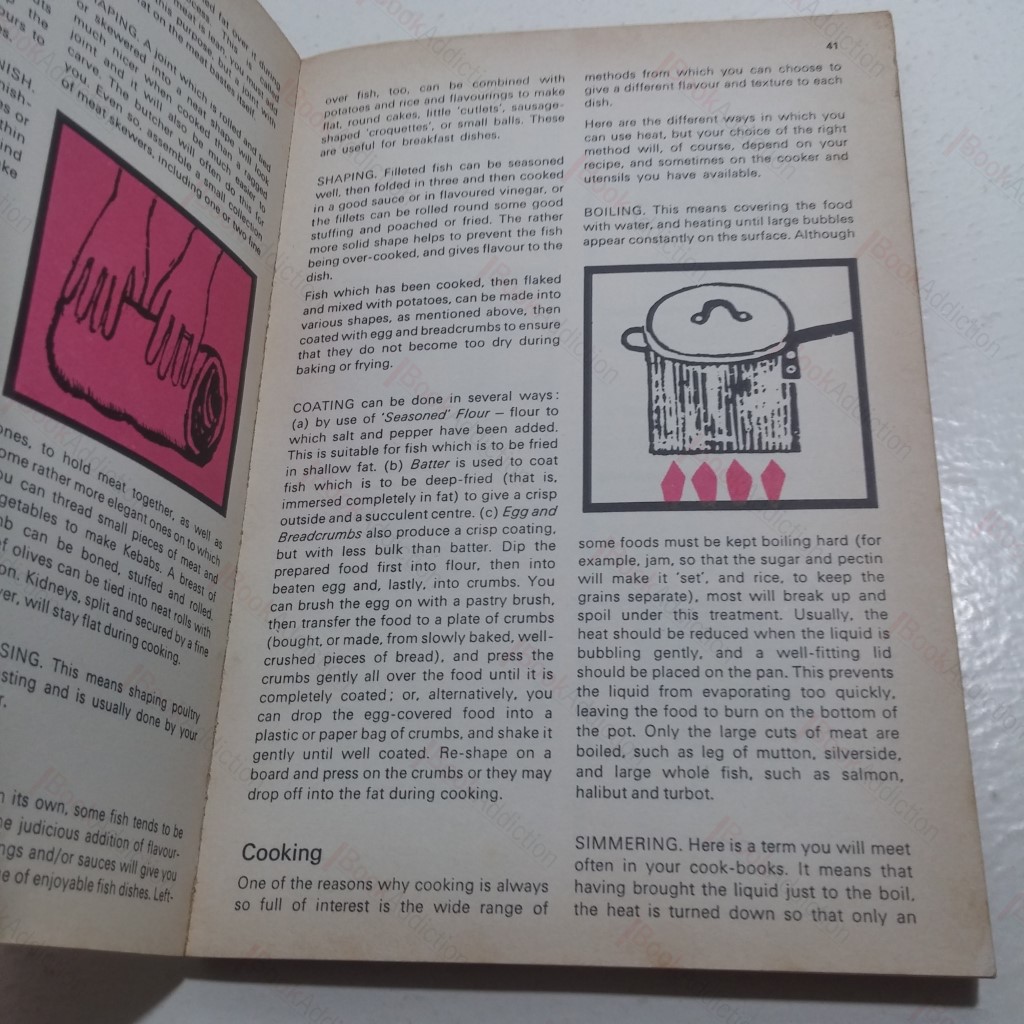 ones, to hold meat together, as well as
ome rather more elegant ones on to which
ou can thread small pieces of meat and
getables to make Kebabs. A breast of
mb can be boned, stuffed and rolled.
of olives can be tied into neat rolls with
on. Kidneys, split and secured by a fine
ver, will stay flat during cooking.
SING. This means shaping poultry
sting and is usually done by your
r.
n its own, some fish tends to be
he judicious addition of flavour-
ngs and/or sauces will give you
e of enjoyable fish dishes. Left-
41
over fish, too, can be combined with
potatoes and rice and flavourings to make
flat, round cakes, little 'cutlets', sausage-
shaped 'croquettes', or small balls. These
are useful for breakfast dishes.
SHAPING. Filleted fish can be seasoned
well, then folded in three and then cooked
in a good sauce or in flavoured vinegar, or
the fillets can be rolled round some good
stuffing and poached or fried. The rather
more solid shape helps to prevent the fish
being over-cooked, and gives flavour to the
dish.
Fish which has been cooked, then flaked
and mixed with potatoes, can be made into
various shapes, as mentioned above, then
coated with egg and breadcrumbs to ensure
that they do not become too dry during
baking or frying.
COATING can be done in several ways:
(a) by use of 'Seasoned' Flour – flour to
which salt and pepper have been added.
This is suitable for fish which is to be fried
in shallow fat. (b) Batter is used to coat
fish which is to be deep-fried (that is,
immersed completely in fat) to give a crisp
outside and a succulent centre. (c) Egg and
Breadcrumbs also produce a crisp coating,
but with less bulk than batter. Dip the
prepared food first into flour, then into
beaten egg and, lastly, into crumbs. You
can brush the egg on with a pastry brush,
then transfer the food to a plate of crumbs
(bought, or made, from slowly baked, well-
crushed pieces of bread), and press the
crumbs gently all over the food until it is
completely coated; or, alternatively, you
can drop the egg-covered food into a
plastic or paper bag of crumbs, and shake it
gently until well coated. Re-shape on a
board and press on the crumbs or they may
drop off into the fat during cooking.
Cooking
One of the reasons why cooking is always
so full of interest is the wide range of
methods from which you can choose to
give a different flavour and texture to each
dish.
Here are the different ways in which you
can use heat, but your choice of the right
method will, of course, depend on your
recipe, and sometimes on the cooker and
utensils you have available.
BOILING. This means covering the food
with water, and heating until large bubbles
appear constantly on the surface. Although
some foods must be kept boiling hard (for
example, jam, so that the sugar and pectin
will make it 'set', and rice, to keep the
grains separate), most will break up and
spoil under this treatment. Usually, the
heat should be reduced when the liquid is
bubbling gently, and a well-fitting lid
should be placed on the pan. This prevents
the liquid from evaporating too quickly,
leaving the food to burn on the bottom of
the pot. Only the large cuts of meat are
boiled, such as leg of mutton, silverside,
and large whole fish, such as salmon,
halibut and turbot.
SIMMERING. Here is a term you will meet
often in your cook-books. It means that
having brought the liquid just to the boil,
the heat is turned down so that only an